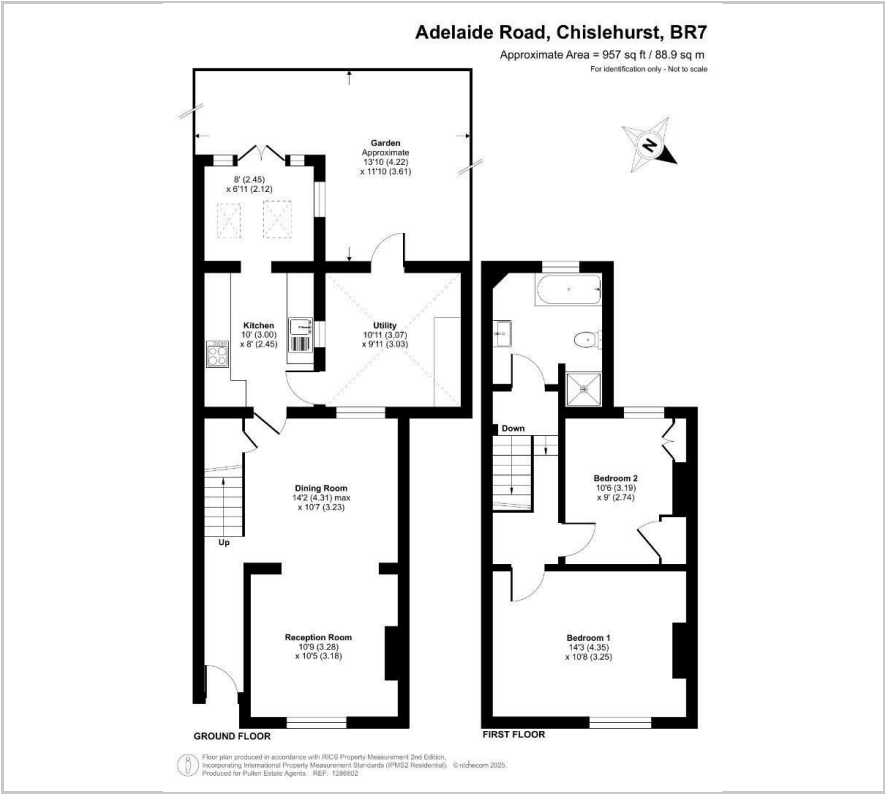 Adelaide Road, Chislehurst, BR7
Approximate Area = 957 sq ft / 88.9 sq m
For identification only - Not to scale
N
Garden
Approximate
13'10 (4.22)
x 11'10 (3.61)
8' (2.45)
x 6'11 (2.12)
Kitchen
10' (3.00)
x 8' (2.45)
Utility
10'11 (3.07)
x 9'11 (3.03)
Down
Bedroom 2
10'6 (3.19)
x 9' (2.74)
Dining Room
14'2 (4.31) max
x 10'7 (3.23)
Up
Reception Room
10'9 (3.28)
x 10'5 (3.18)
Bedroom 1
14'3 (4.35)
x 10'8 (3.25)
GROUND FLOOR
FIRST FLOOR
Floor plan produced in accordance with RICS Property Measurement 2nd Edition,
Incorporating International Property Measurement Standards (IPMS2 Residential). © nichecom 2025.
Produced for Pullen Estate Agents. REF: 1286802